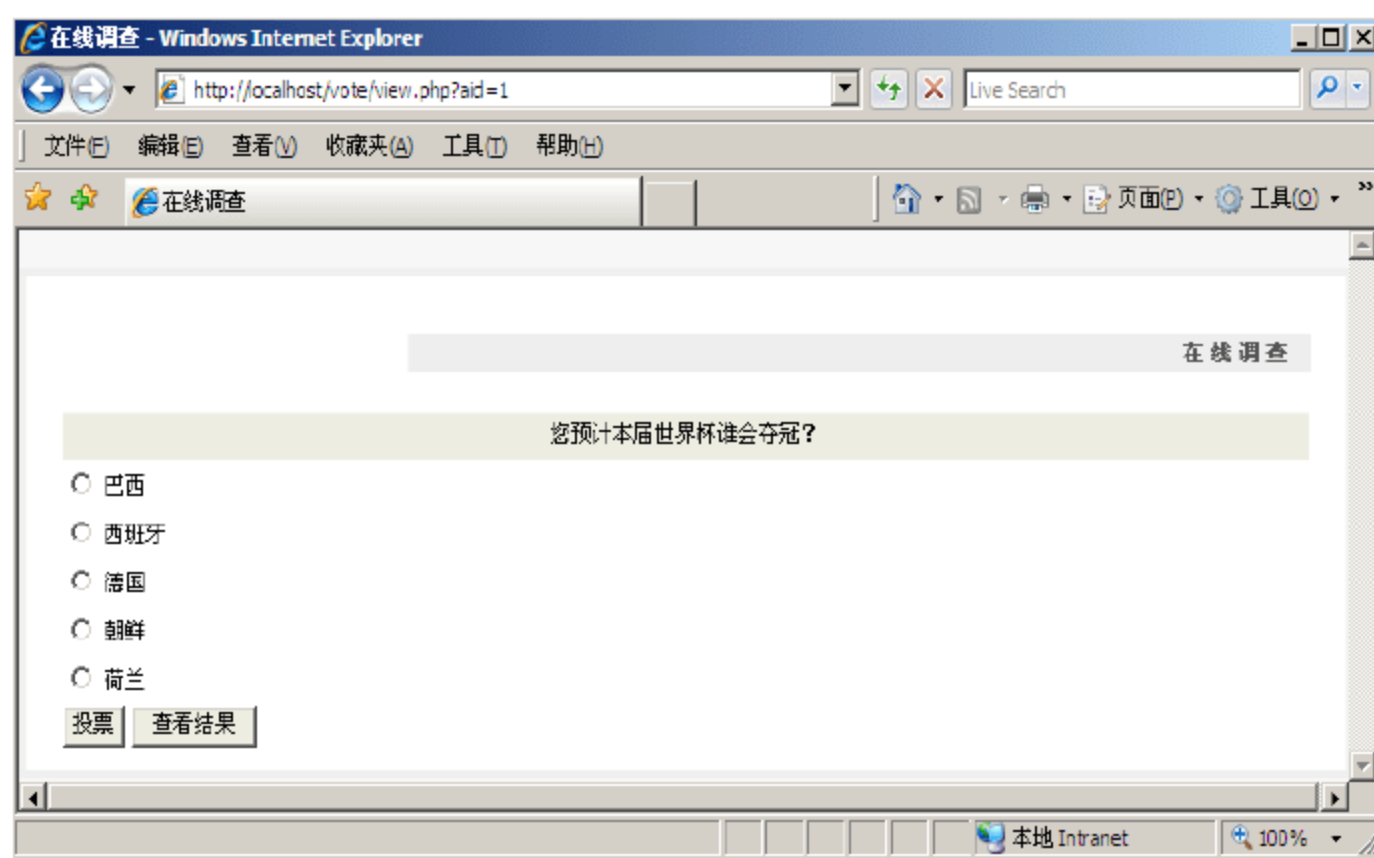 在线调查 - Windows Internet Explorer
http://ocalhost/vote/view.php?aid=1 Live Search
文件(F) 编辑(E) 查看(V) 收藏夹(A) 工具(T) 帮助(H)
在线调查 页面(P) 工具(O) »
在线调查
您预计本届世界杯谁会夺冠?
巴西
西班牙
德国
朝鲜
荷兰
投票 查看结果
本地 Intranet 100%